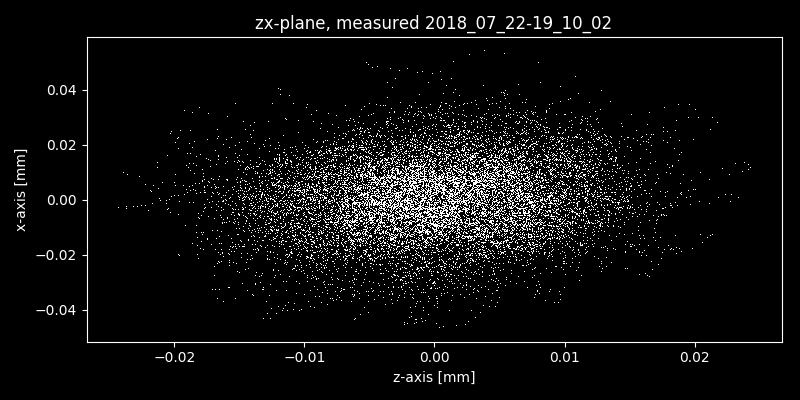 zx-plane, measured 2018_07_22-19_10_02
x-axis [mm]
0.04
0.02
0.00
−0.02
−0.04
−0.02 −0.01 0.00 0.01 0.02
z-axis [mm]